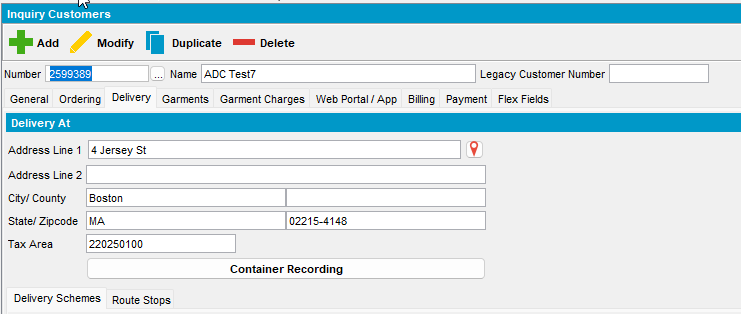 Inquiry Customers
Add Modify Duplicate Delete
Number 2599389 ... Name ADC Test7 Legacy Customer Number
General Ordering Delivery Garments Garment Charges Web Portal / App Billing Payment Flex Fields
Delivery At
Address Line 1 4 Jersey St
Address Line 2
City/ County Boston
State/ Zipcode MA 02215-4148
Tax Area 220250100
Container Recording
Delivery Schemes Route Stops